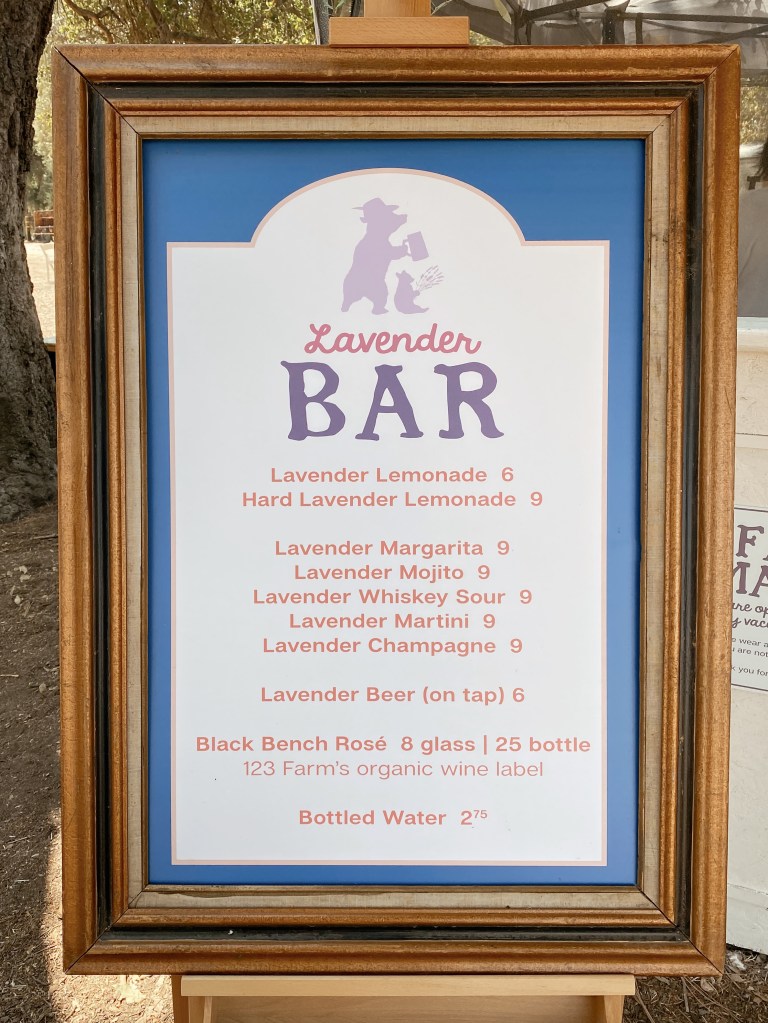 Lavender
BAR
Lavender Lemonade 6
Hard Lavender Lemonade 9
Lavender Margarita 9
Lavender Mojito 9
Lavender Whiskey Sour 9
Lavender Martini 9
Lavender Champagne 9
Lavender Beer (on tap) 6
Black Bench Rosé 8 glass | 25 bottle
123 Farm's organic wine label
Bottled Water 2⁷⁵